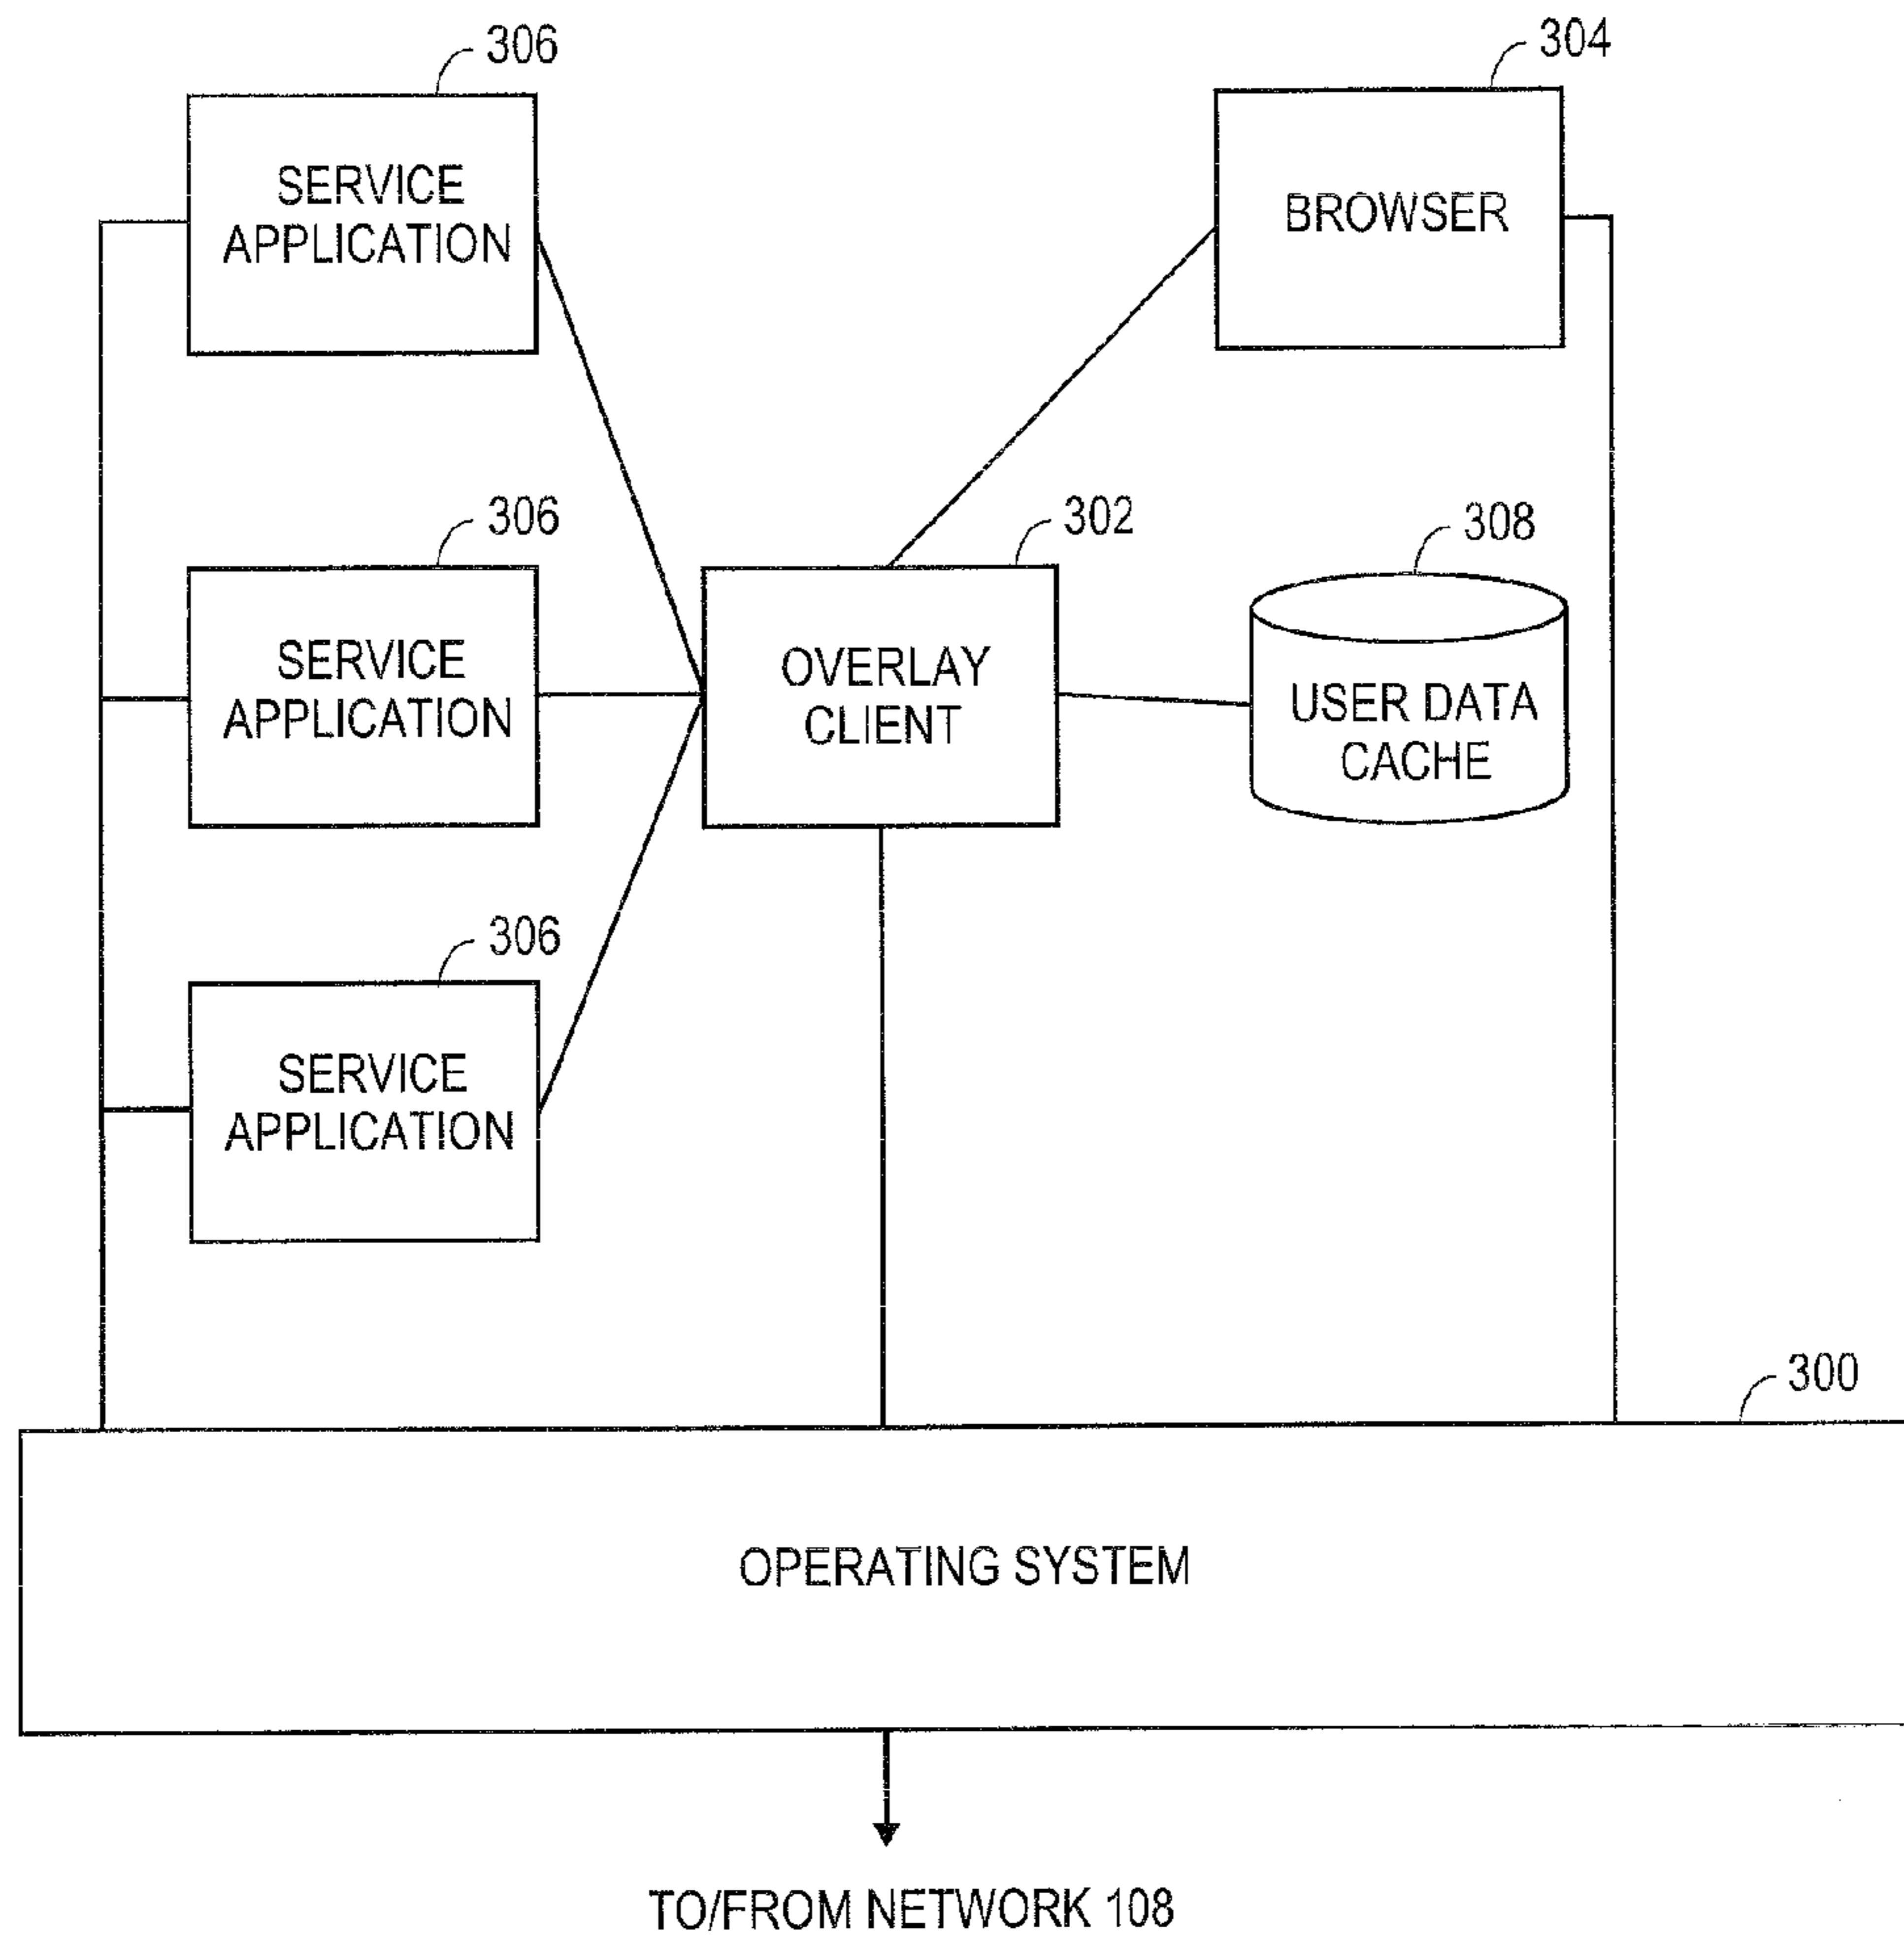 306
304
SERVICE
APPLICATION
BROWSER
306
302
308
SERVICE
APPLICATION
OVERLAY
CLIENT
USER DATA
CACHE
306
SERVICE
APPLICATION
300
OPERATING SYSTEM
TO/FROM NETWORK 108